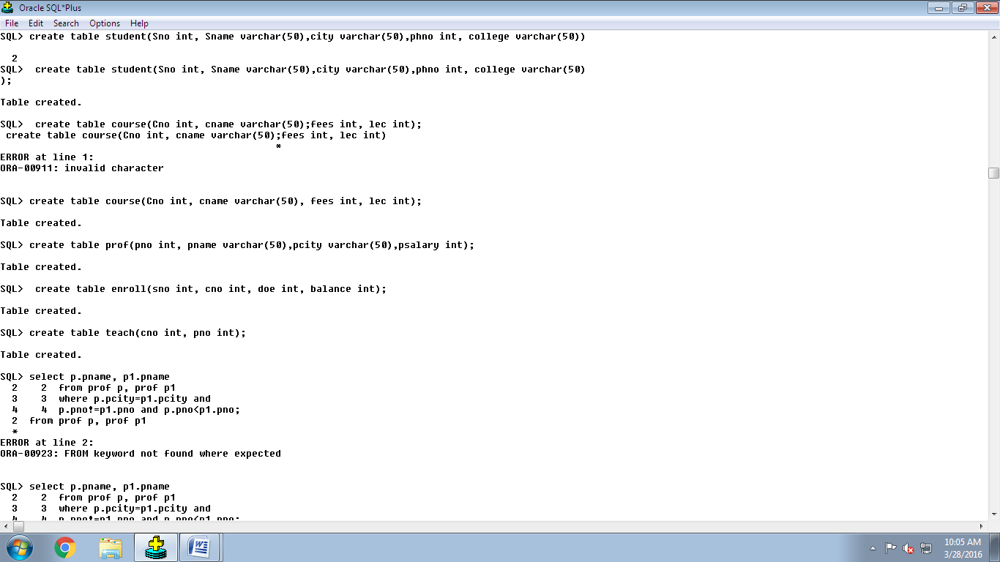 Oracle SQL*Plus
File Edit Search Options Help
SQL> create table student(Sno int, Sname varchar(50),city varchar(50),phno int, college varchar(50))
2
SQL>  create table student(Sno int, Sname varchar(50),city varchar(50),phno int, college varchar(50)
);
Table created.
SQL>  create table course(Cno int, cname varchar(50);fees int, lec int);
create table course(Cno int, cname varchar(50);fees int, lec int)
*
ERROR at line 1:
ORA-00911: invalid character
SQL> create table course(Cno int, cname varchar(50), fees int, lec int);
Table created.
SQL> create table prof(pno int, pname varchar(50),pcity varchar(50),psalary int);
Table created.
SQL>  create table enroll(sno int, cno int, doe int, balance int);
Table created.
SQL> create table teach(cno int, pno int);
Table created.
SQL> select p.pname, p1.pname
2    2  from prof p, prof p1
3    3  where p.pcity=p1.pcity and
4    4  p.pno!=p1.pno and p.pno<p1.pno;
2  from prof p, prof p1
*
ERROR at line 2:
ORA-00923: FROM keyword not found where expected
SQL> select p.pname, p1.pname
2    2  from prof p, prof p1
3    3  where p.pcity=p1.pcity and
4    4  p.pno!=p1.pno and p.pno<p1.pno;
10:05 AM
3/28/2016